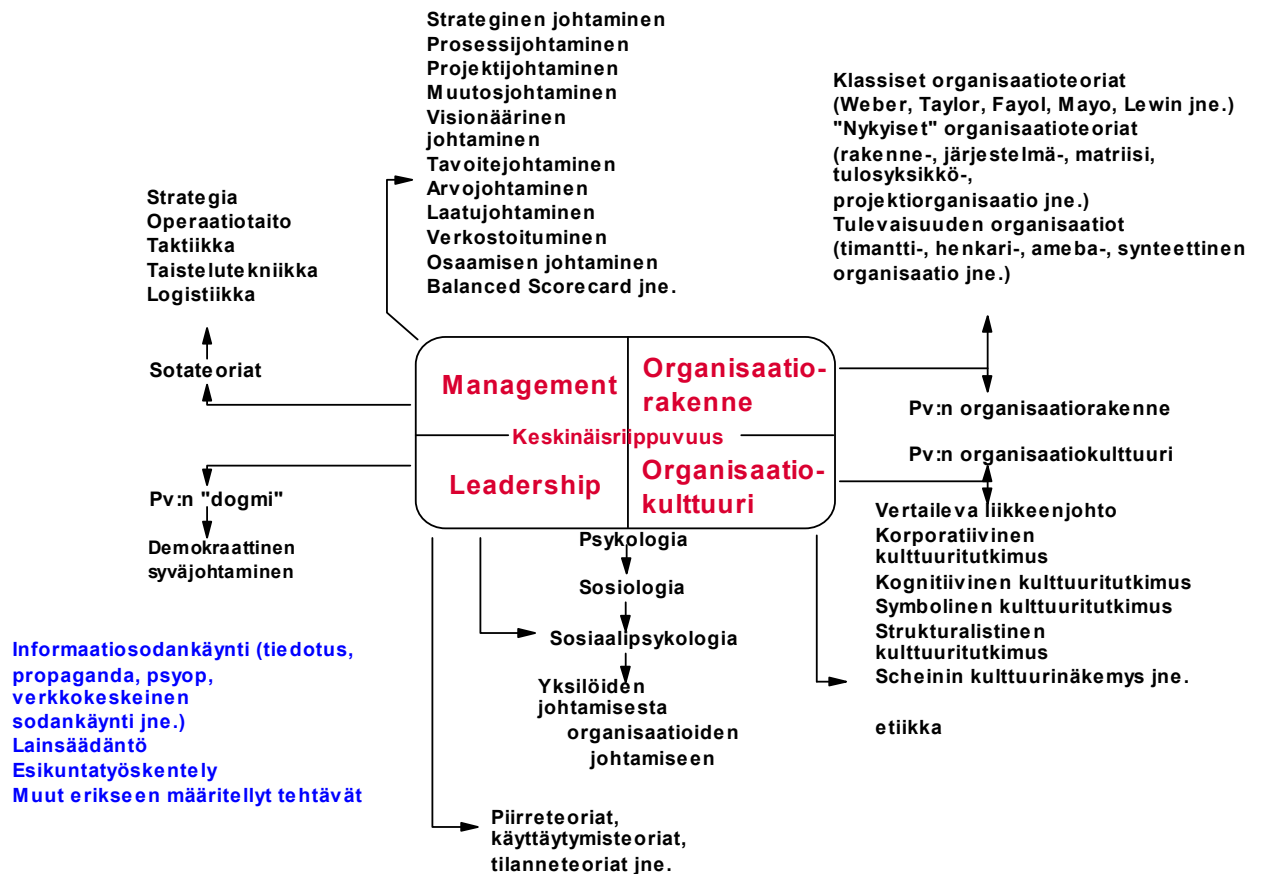 Strateginen johtaminen
Prosessijohtaminen
Projektijohtaminen
Muutosjohtaminen
Visionäärinen
johtaminen
Tavoitejohtaminen
Arvojohtaminen
Laatujohtaminen
Verkostoituminen
Osaamisen johtaminen
Balanced Scorecard jne.
Klassiset organisaatioteoriat
(Weber, Taylor, Fayol, Mayo, Lewin jne.)
"Nykyiset" organisaatioteoriat
(rakenne-, järjestelmä-, matriisi,
tulosyksikkö-,
projektiorganisaatio jne.)
Tulevaisuuden organisaatiot
(timantti-, henkari-, ameba-, synteettinen
organisaatio jne.)
Strategia
Operaatiotaito
Taktiikka
Taistelutekniikka
Logistiikka
Sotateoriat
Management
Organisaatio-
rakenne
Keskinäisriippuvuus
Leadership
Organisaatio-
kulttuuri
Pv:n organisaatiorakenne
Pv:n organisaatiokulttuuri
Pv:n "dogmi"
Demokraattinen
syväjohtaminen
Psykologia
Sosiologia
Sosiaalipsykologia
Yksilöiden
johtamisesta
organisaatioiden
johtamiseen
Vertaileva liikkeenjohto
Korporatiivinen
kulttuuritutkimus
Kognitiivinen kulttuuritutkimus
Symbolinen kulttuuritutkimus
Strukturalistinen
kulttuuritutkimus
Scheinin kulttuurinäkemys jne.
etiikka
Informaatiosodankäynti (tiedotus,
propaganda, psyop,
verkkokeskeinen
sodankäynti jne.)
Lainsäädäntö
Esikuntatyöskentely
Muut erikseen määritellyt tehtävät
Piirreteoriat,
käyttäytymisteoriat,
tilanneteoriat jne.